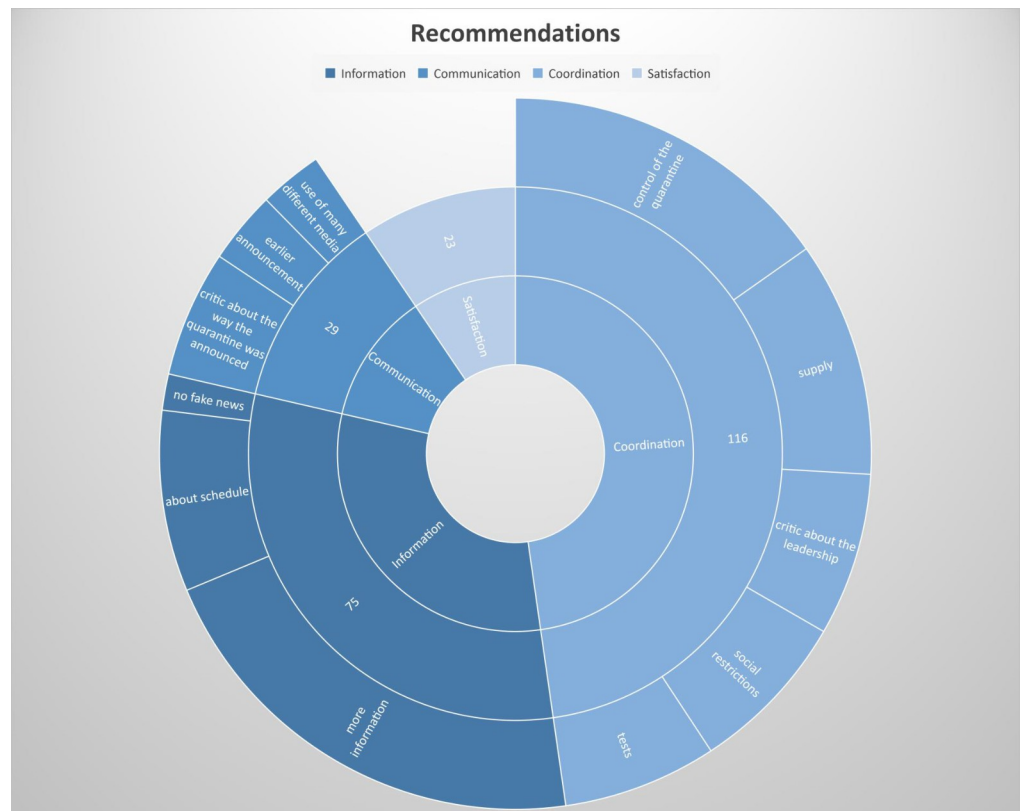 Recommendations
Information Communication Coordination Satisfaction
control of the
quarantine
supply
critic about the
leadership
social
restrictions
tests
more
information
about schedule
no fake news
critic about the
way the
quarantine was
announced
earlier
announcement
use of many
different media
23
29
75
116
Satisfaction
Communication
Information
Coordination